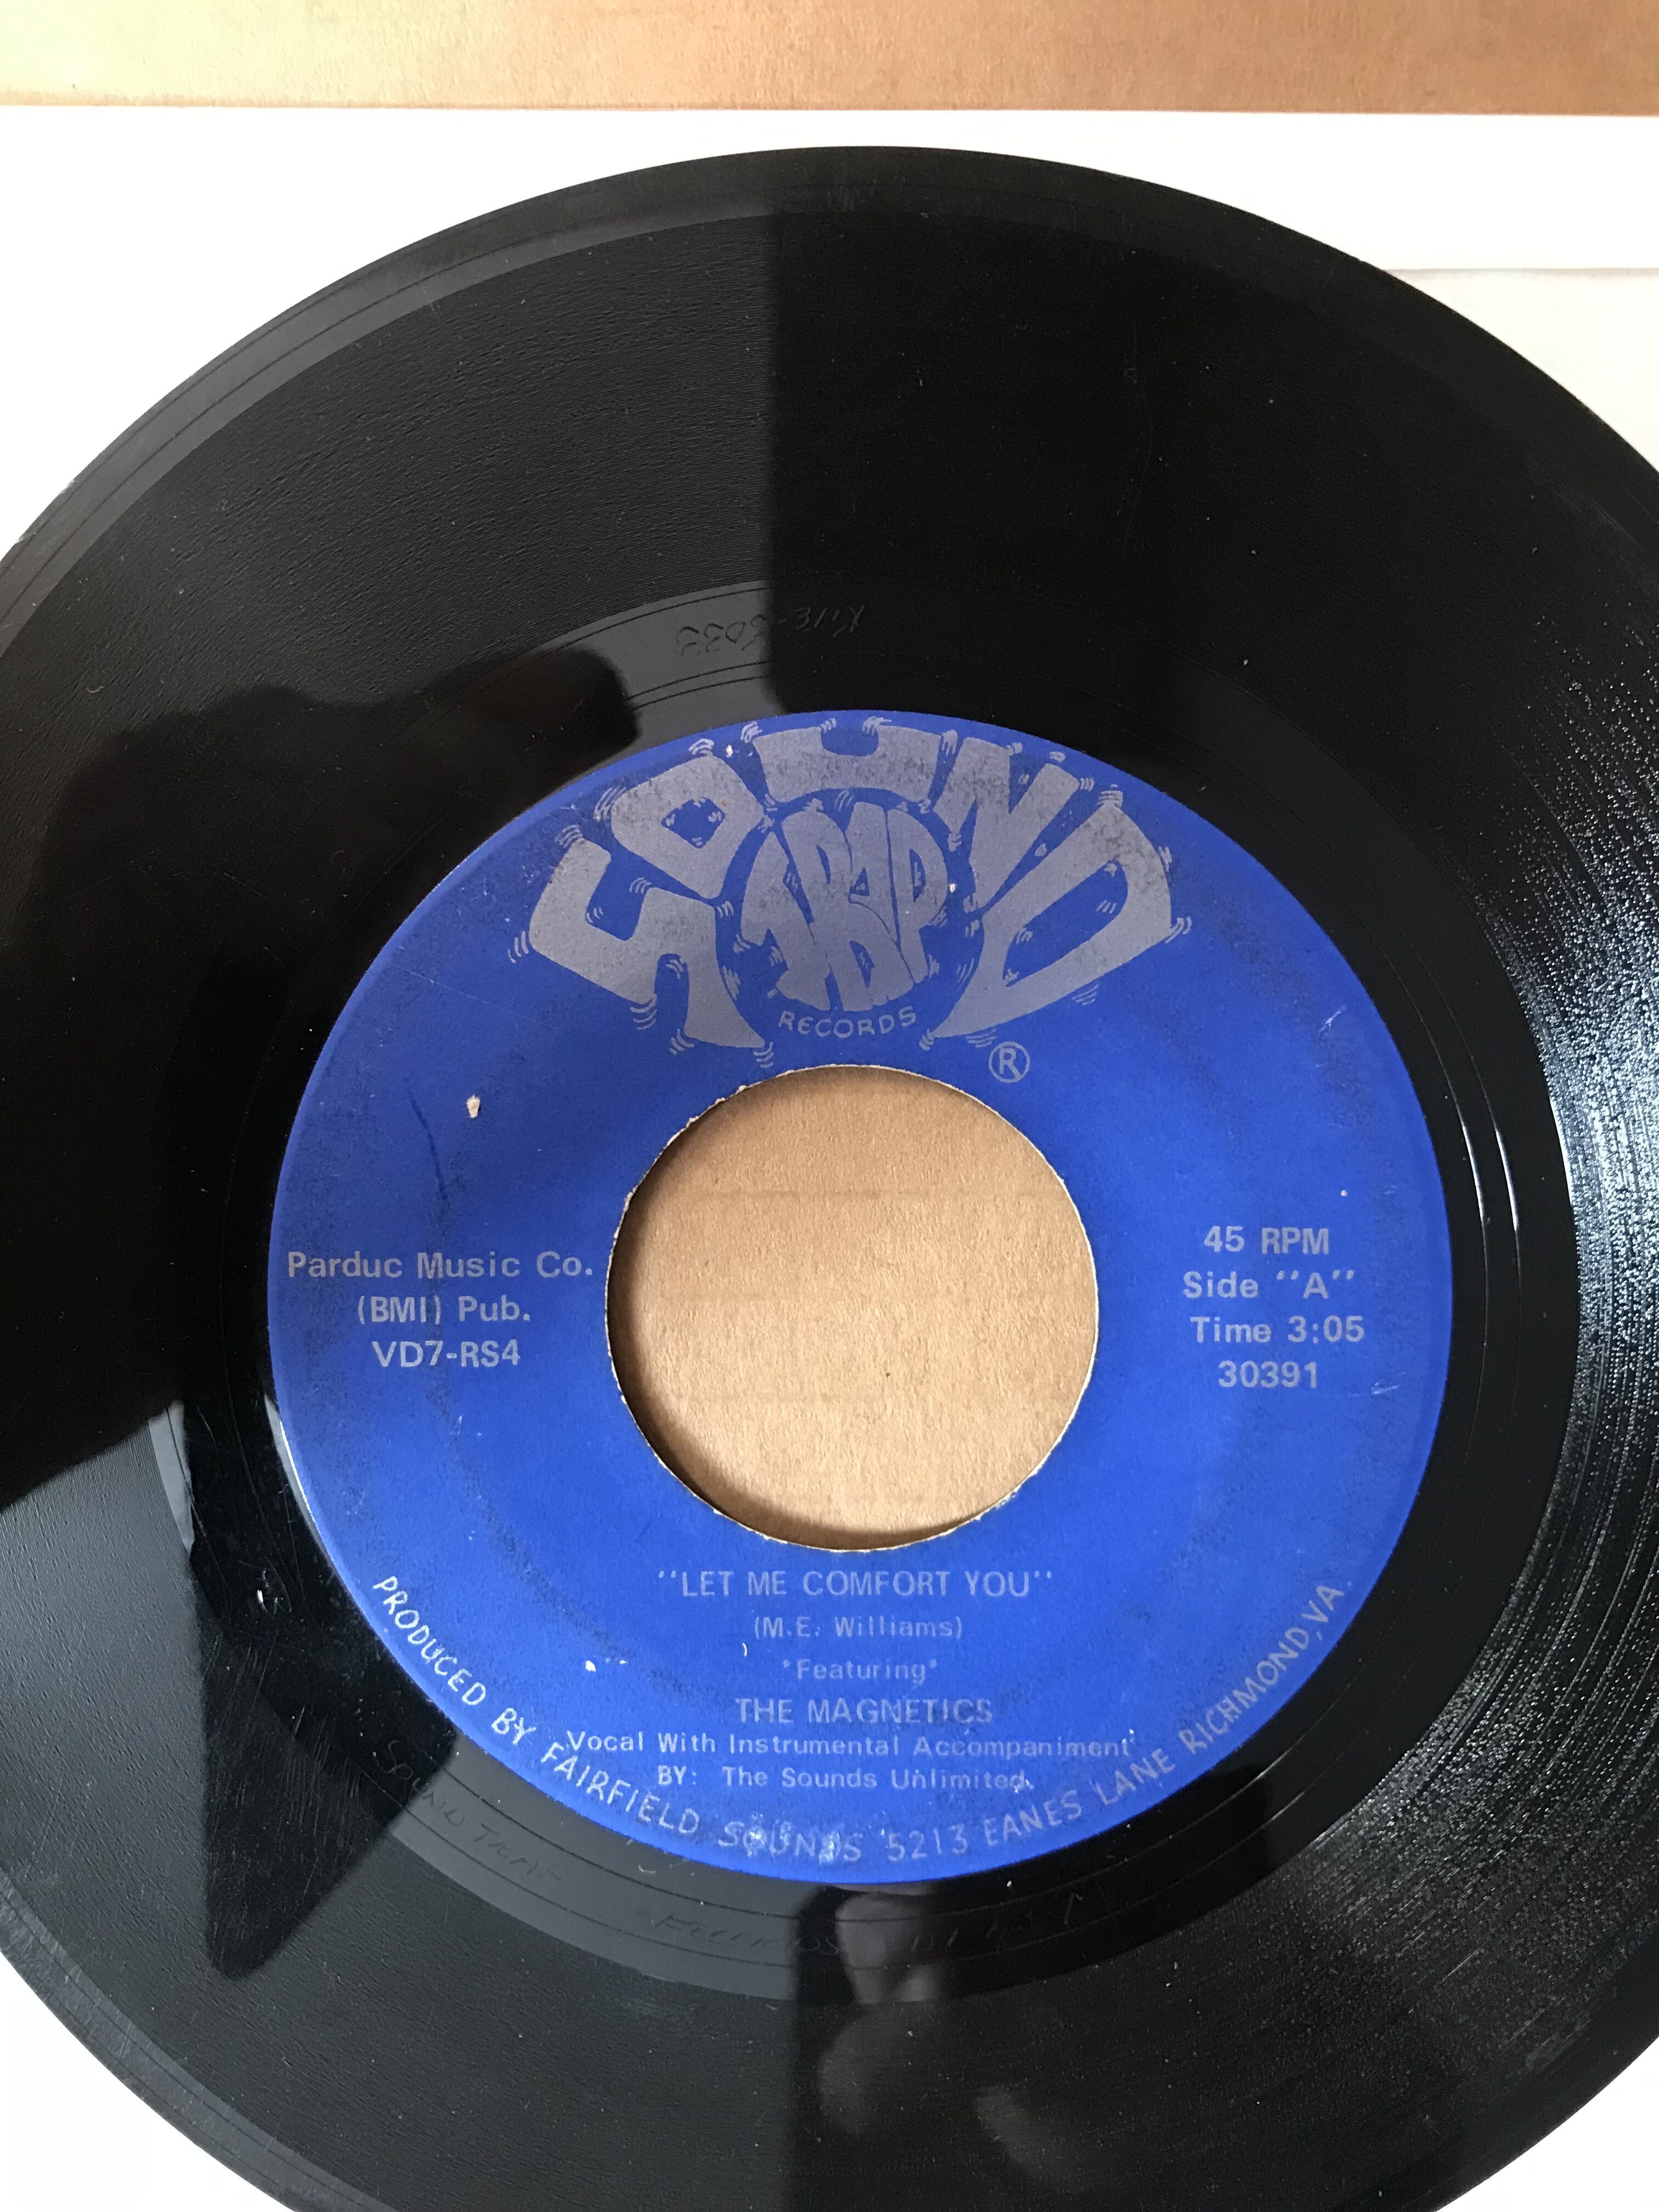 SOUND
TRAP
RECORDS
®
Parduc Music Co.
(BMI) Pub.
VD7-RS4
45 RPM
Side "A"
Time 3:05
30391
"LET ME COMFORT YOU"
(M.E. Williams)
"Featuring"
THE MAGNETICS
Vocal With Instrumental Accompaniment
BY: The Sounds Unlimited.
PRODUCED BY FAIRFIELD SOUNDS 5213 EANES LANE RICHMOND, VA.